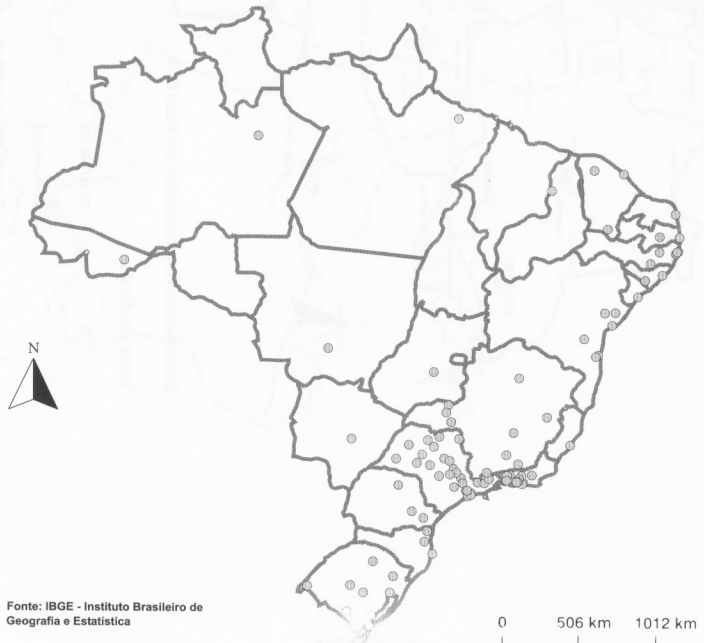 N
Fonte: IBGE - Instituto Brasileiro de
Geografia e Estatística
0 506 km 1012 km